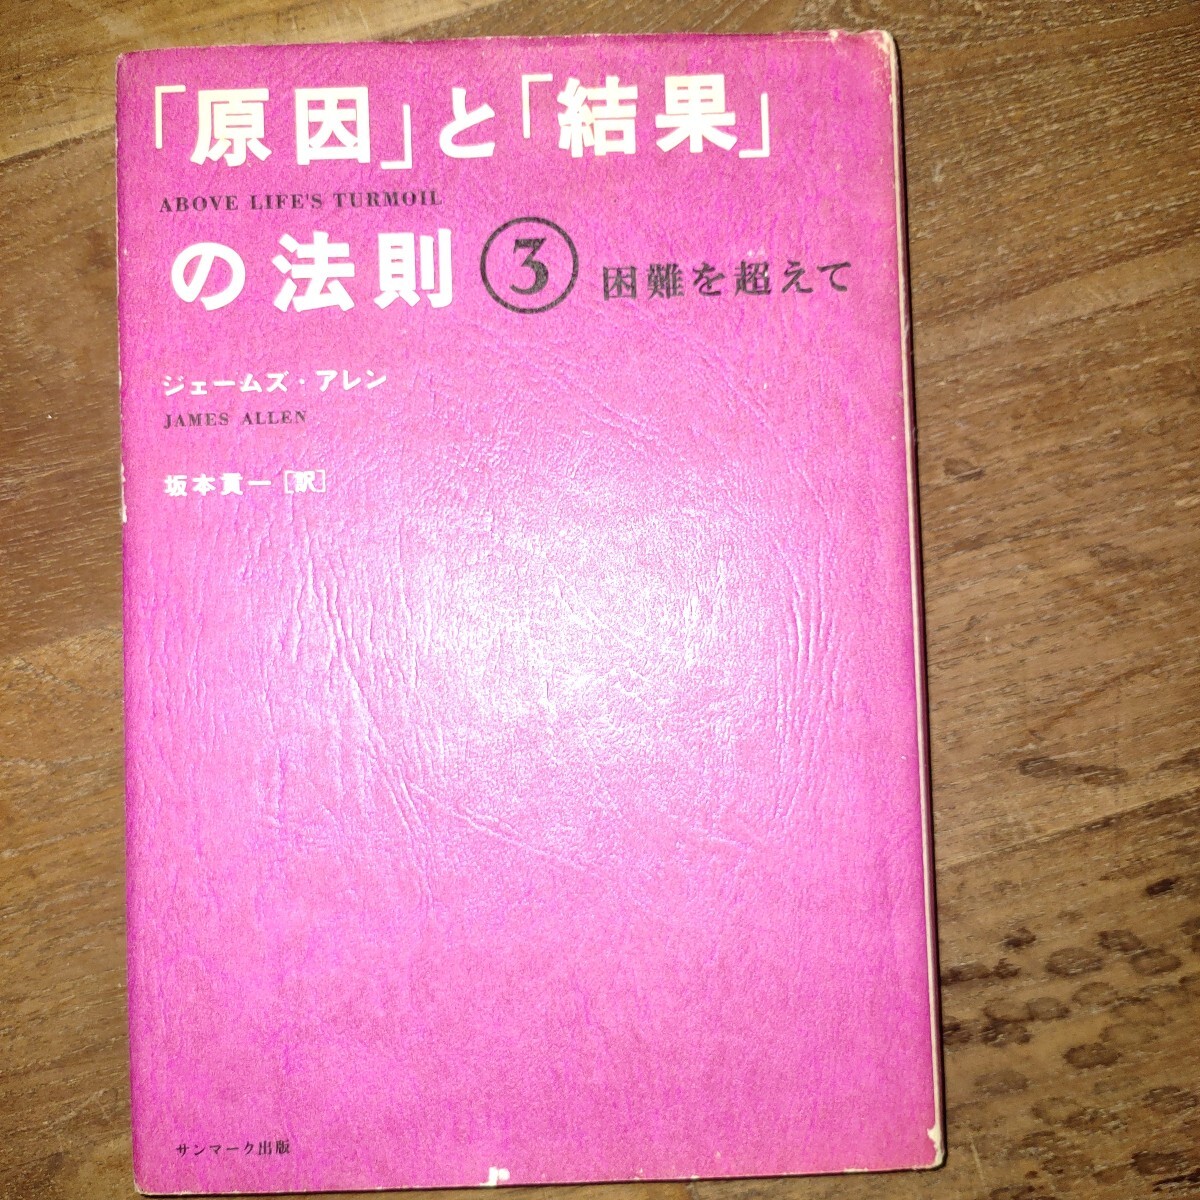 「原因」と「結果」
ABOVE LIFE'S TURMOIL
の法則 ③ 困難を超えて
ジェームズ・アレン
JAMES ALLEN
坂本貢一［訳］
サンマーク出版